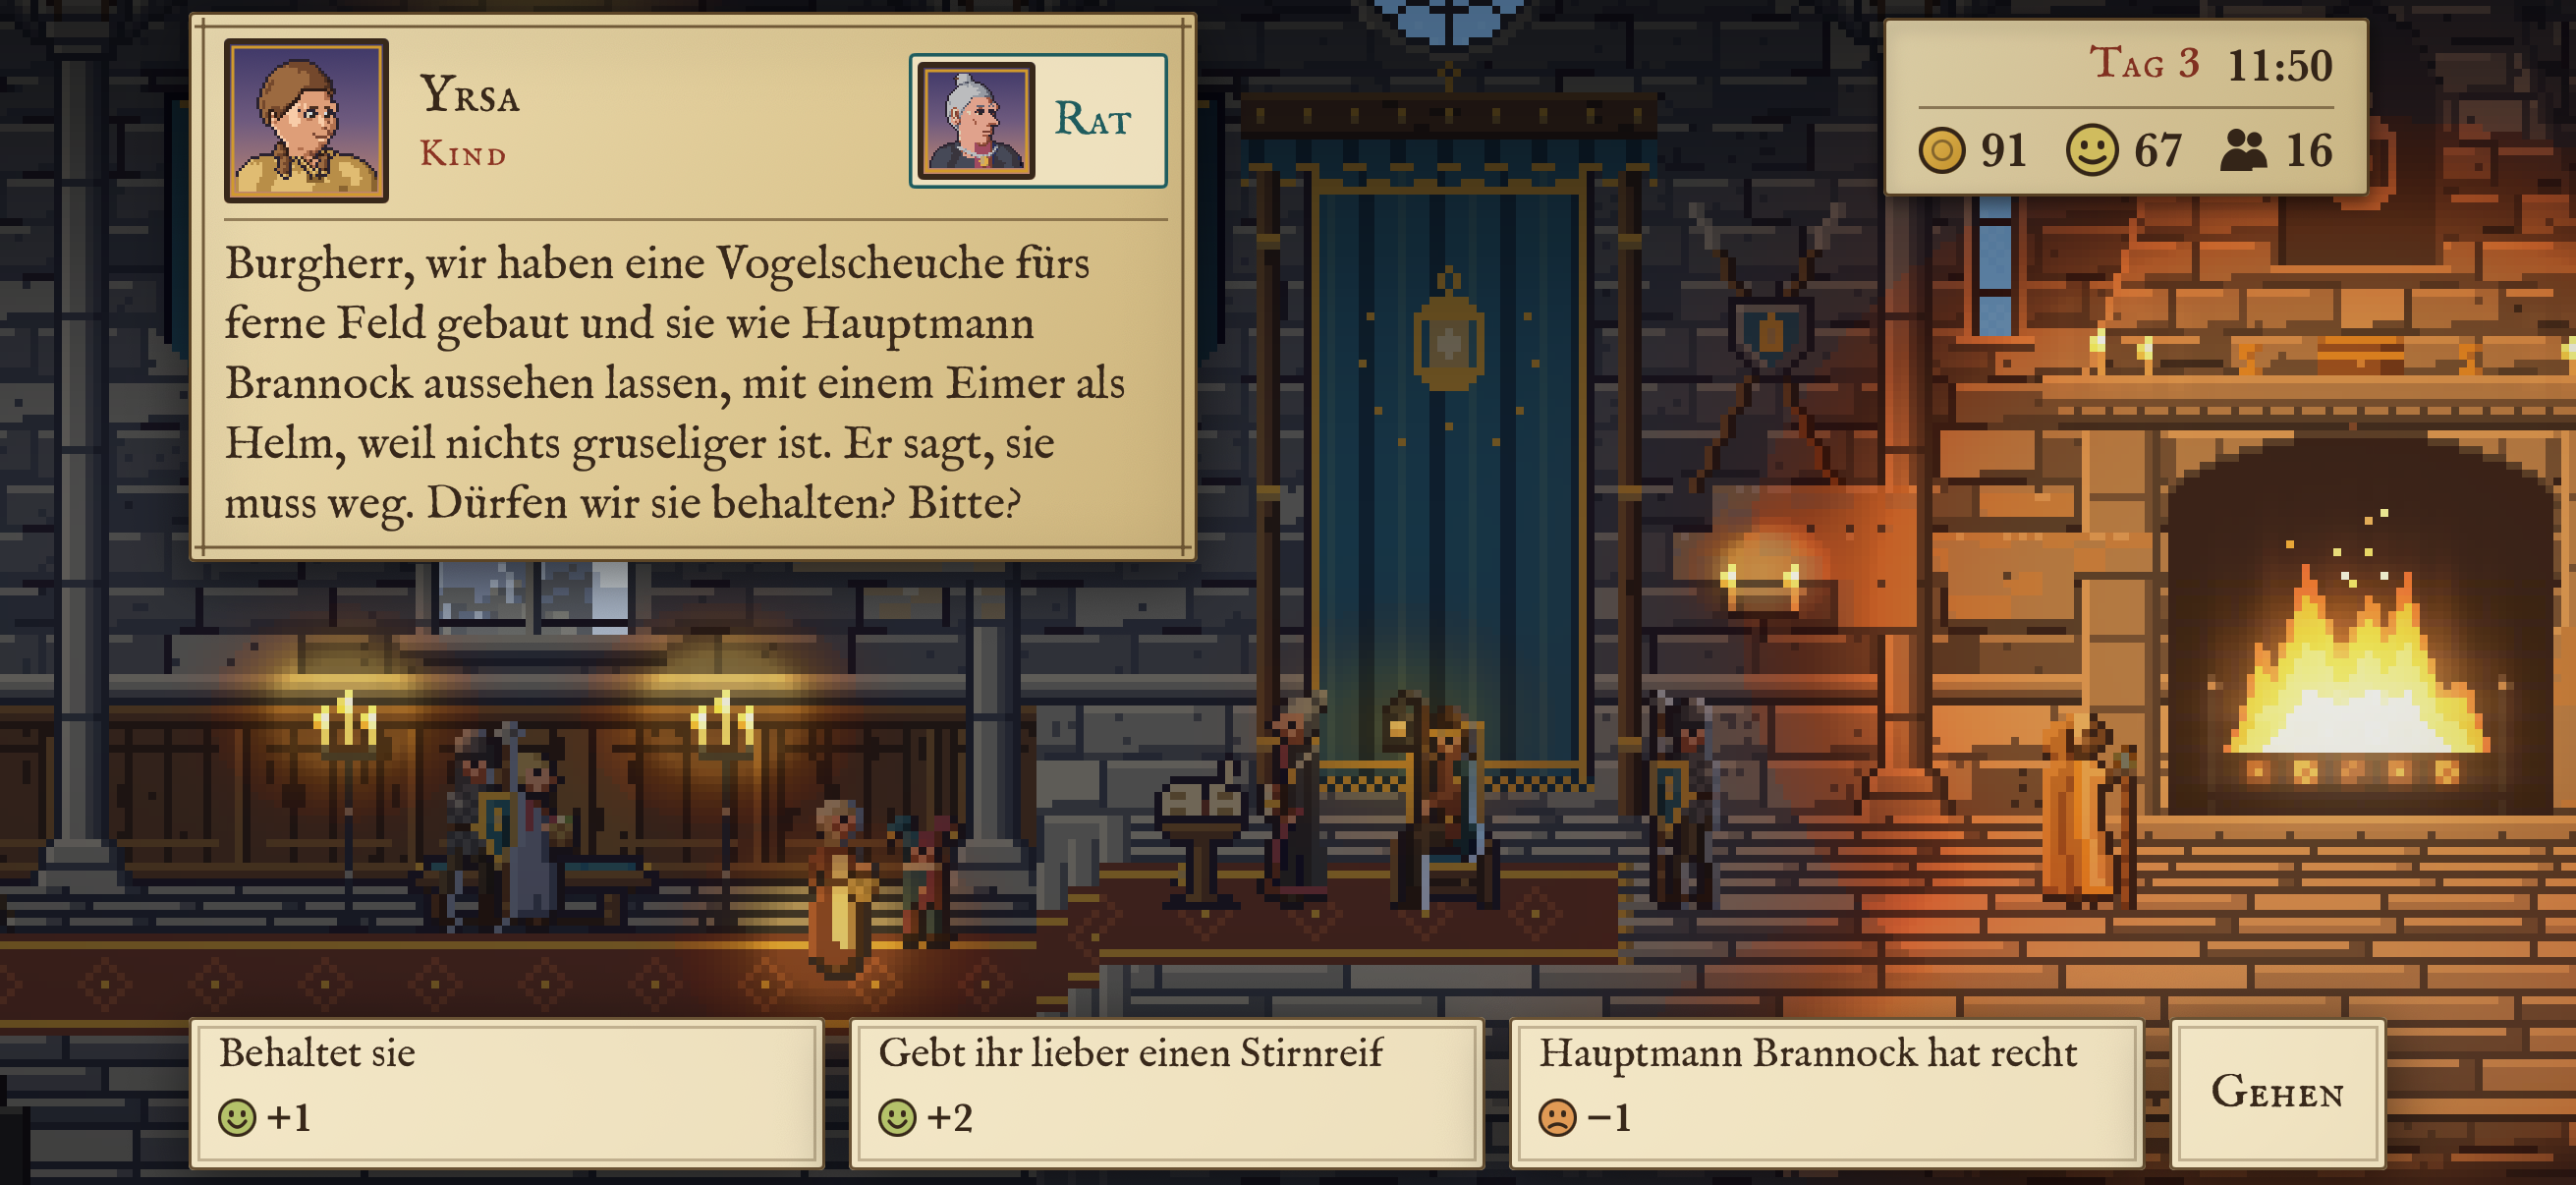 Yrsa
Kind
Rat
Burgherr, wir haben eine Vogelscheuche fürs
ferne Feld gebaut und sie wie Hauptmann
Brannock aussehen lassen, mit einem Eimer als
Helm, weil nichts gruseliger ist. Er sagt, sie
muss weg. Dürfen wir sie behalten? Bitte?
Tag 3 11:50
91 67 16
Behaltet sie
+1
Gebt ihr lieber einen Stirnreif
+2
Hauptmann Brannock hat recht
−1
Gehen